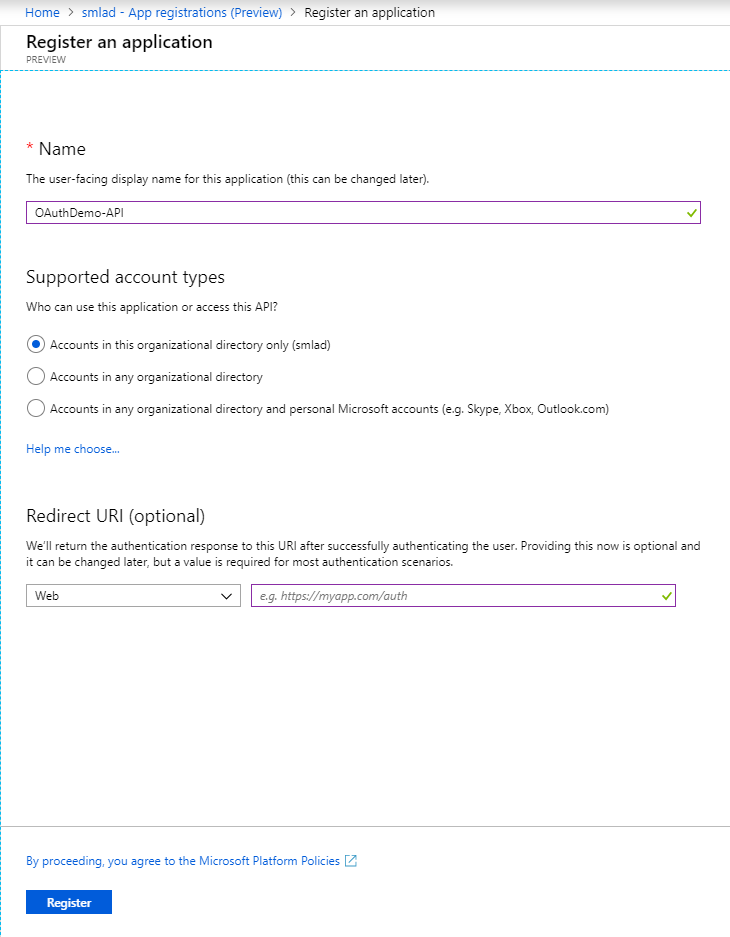 Home > smlad - App registrations (Preview) > Register an application
Register an application
PREVIEW
* Name
The user-facing display name for this application (this can be changed later).
OAuthDemo-API
Supported account types
Who can use this application or access this API?
Accounts in this organizational directory only (smlad)
Accounts in any organizational directory
Accounts in any organizational directory and personal Microsoft accounts (e.g. Skype, Xbox, Outlook.com)
Help me choose...
Redirect URI (optional)
We'll return the authentication response to this URI after successfully authenticating the user. Providing this now is optional and
it can be changed later, but a value is required for most authentication scenarios.
Web
e.g. https://myapp.com/auth
By proceeding, you agree to the Microsoft Platform Policies
Register